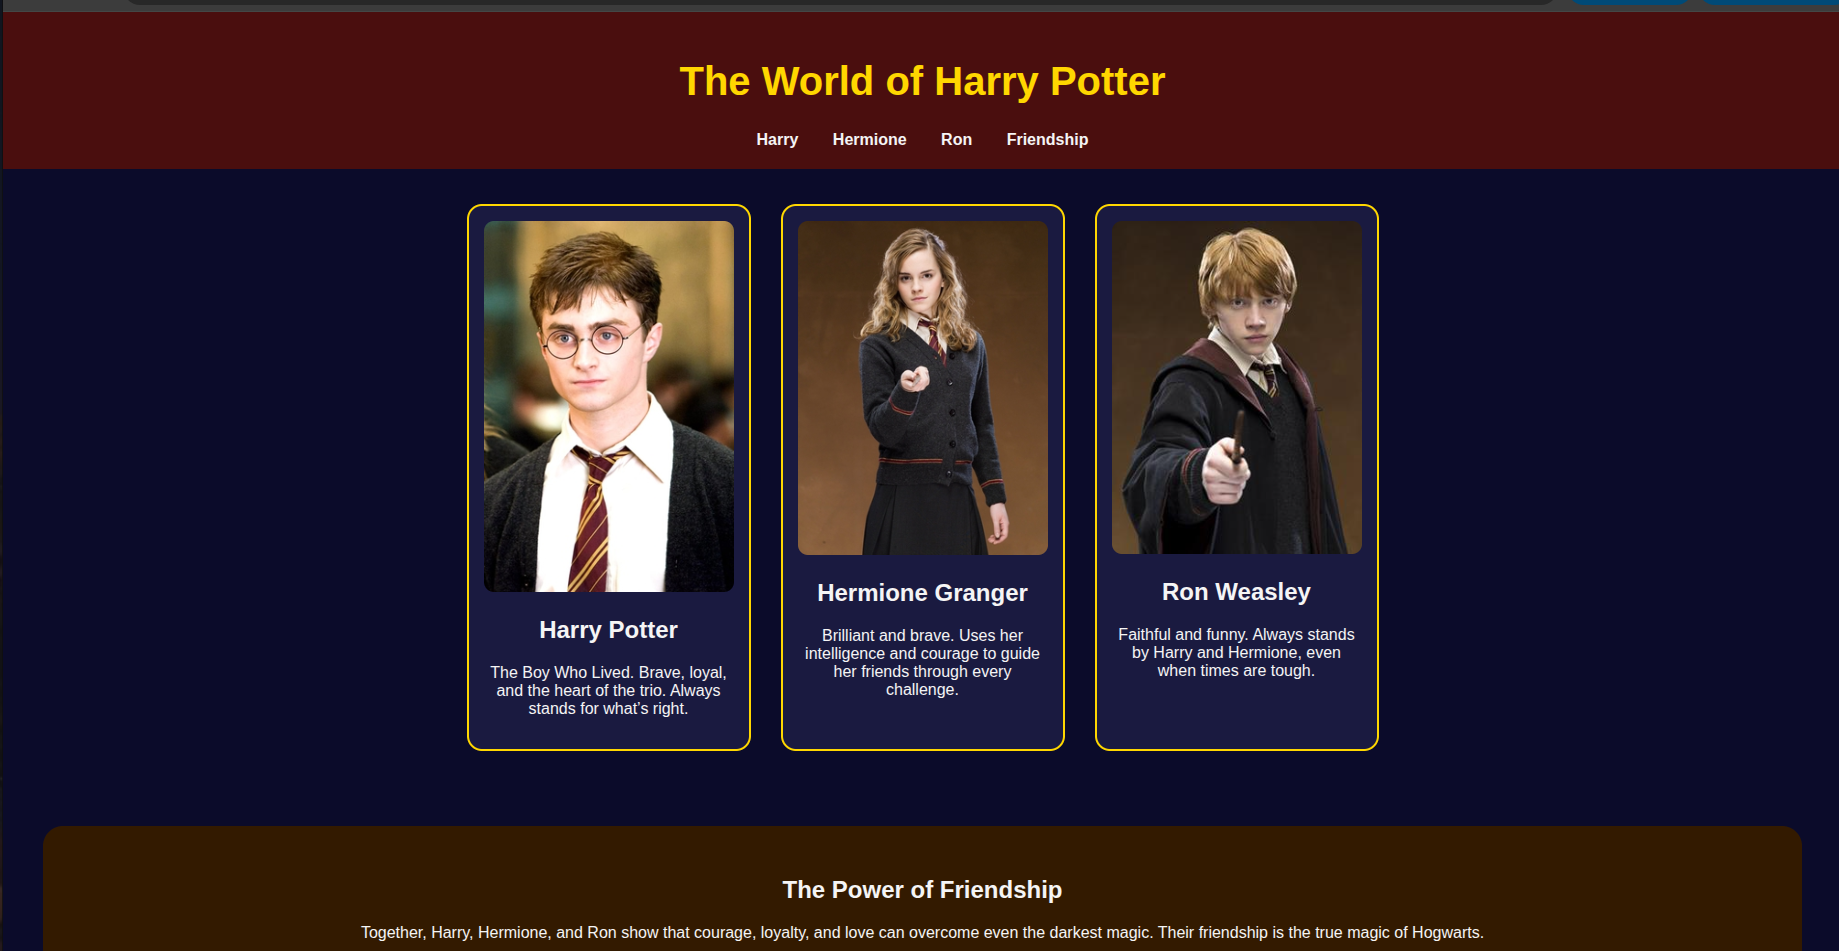 The World of Harry Potter
Harry Hermione Ron Friendship
Harry Potter
The Boy Who Lived. Brave, loyal,
and the heart of the trio. Always
stands for what’s right.
Hermione Granger
Brilliant and brave. Uses her
intelligence and courage to guide
her friends through every
challenge.
Ron Weasley
Faithful and funny. Always stands
by Harry and Hermione, even
when times are tough.
The Power of Friendship
Together, Harry, Hermione, and Ron show that courage, loyalty, and love can overcome even the darkest magic. Their friendship is the true magic of Hogwarts.